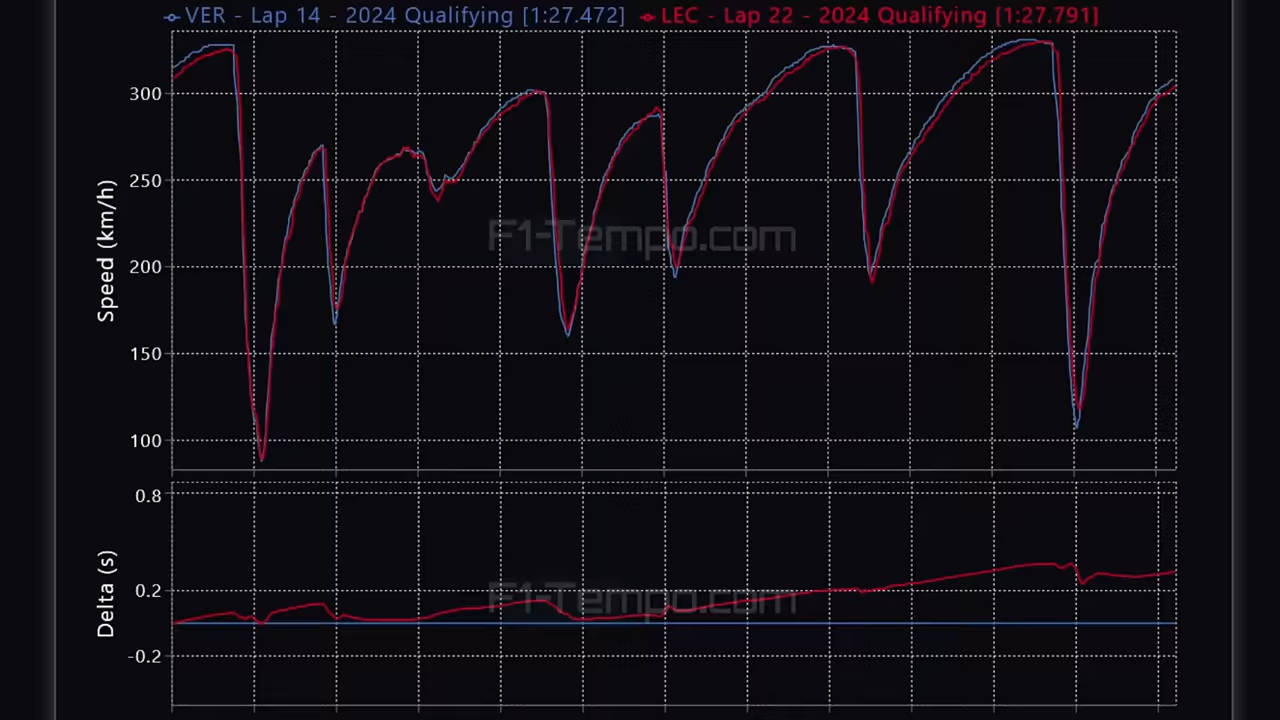 VER - Lap 14 - 2024 Qualifying [1:27.472] LEC - Lap 22 - 2024 Qualifying [1:27.791]
300
250
200
150
100
Speed (km/h)
F1-Tempo.com
0.8
0.2
-0.2
Delta (s)
F1-Tempo.com